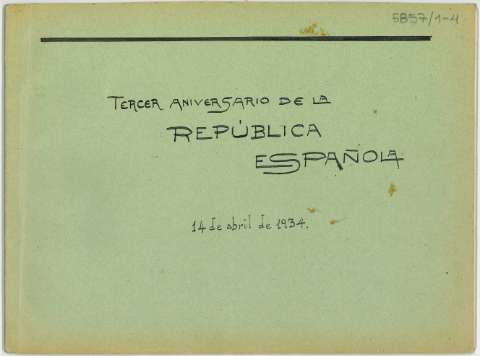 5857/1-4
TERCER ANIVERSARIO DE LA
REPÚBLICA
ESPAÑOLA
14 de abril de 1934.